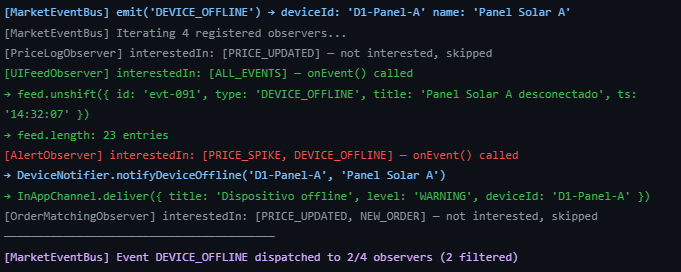 [MarketEventBus] emit('DEVICE_OFFLINE') → deviceId: 'D1-Panel-A' name: 'Panel Solar A'
[MarketEventBus] Iterating 4 registered observers...
[PriceLogObserver] interestedIn: [PRICE_UPDATED] — not interested, skipped
[UIFeedObserver] interestedIn: [ALL_EVENTS] — onEvent() called
→ feed.unshift({ id: 'evt-091', type: 'DEVICE_OFFLINE', title: 'Panel Solar A desconectado', ts:
'14:32:07' })
→ feed.length: 23 entries
[AlertObserver] interestedIn: [PRICE_SPIKE, DEVICE_OFFLINE] — onEvent() called
→ DeviceNotifier.notifyDeviceOffline('D1-Panel-A', 'Panel Solar A')
→ InAppChannel.deliver({ title: 'Dispositivo offline', level: 'WARNING', deviceId: 'D1-Panel-A' })
[OrderMatchingObserver] interestedIn: [PRICE_UPDATED, NEW_ORDER] — not interested, skipped
[MarketEventBus] Event DEVICE_OFFLINE dispatched to 2/4 observers (2 filtered)